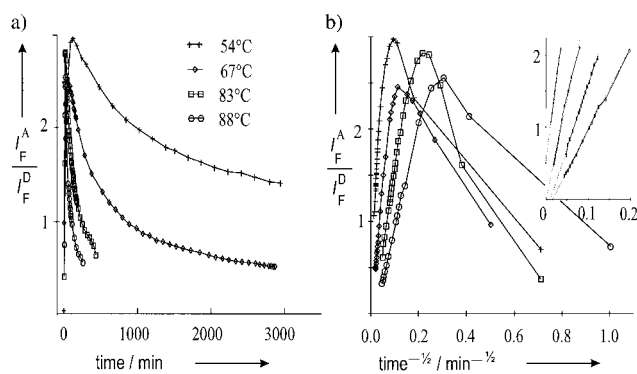 a)
I_F^A
I_F^D
3
2
1
54°C
67°C
83°C
88°C
0 1000 2000 3000
time / min
b)
I_F^A
I_F^D
2
1
0.0 0.2 0.4 0.6 0.8 1.0
time^–½ / min^–½
2
1
0 0.1 0.2